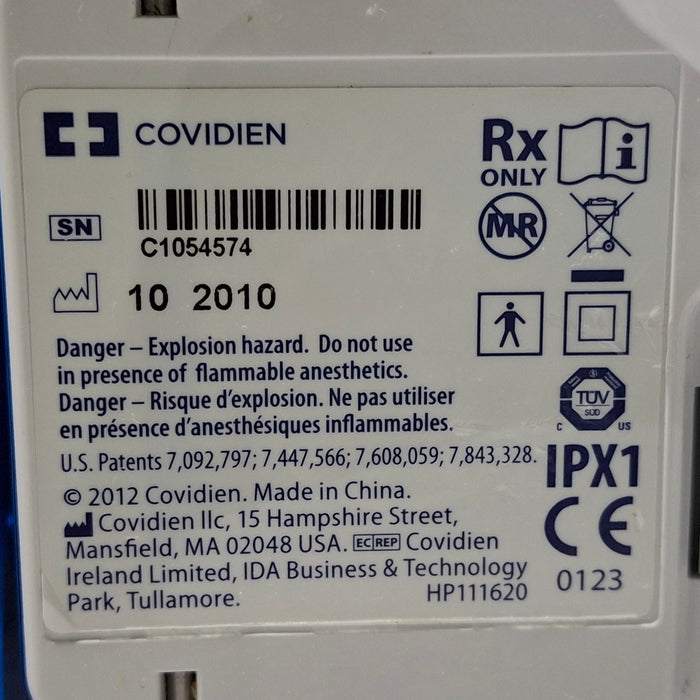 COVIDIEN
Rx
ONLY
i
SN
C1054574
MR
10 2010
Danger – Explosion hazard. Do not use
in presence of flammable anesthetics.
Danger – Risque d'explosion. Ne pas utiliser
en présence d'anesthésiques inflammables.
TÜV
SÜD
C US
U.S. Patents 7,092,797; 7,447,566; 7,608,059; 7,843,328.
IPX1
© 2012 Covidien. Made in China.
Covidien llc, 15 Hampshire Street,
Mansfield, MA 02048 USA. EC REP Covidien
Ireland Limited, IDA Business & Technology
Park, Tullamore.
HP111620
CE
0123